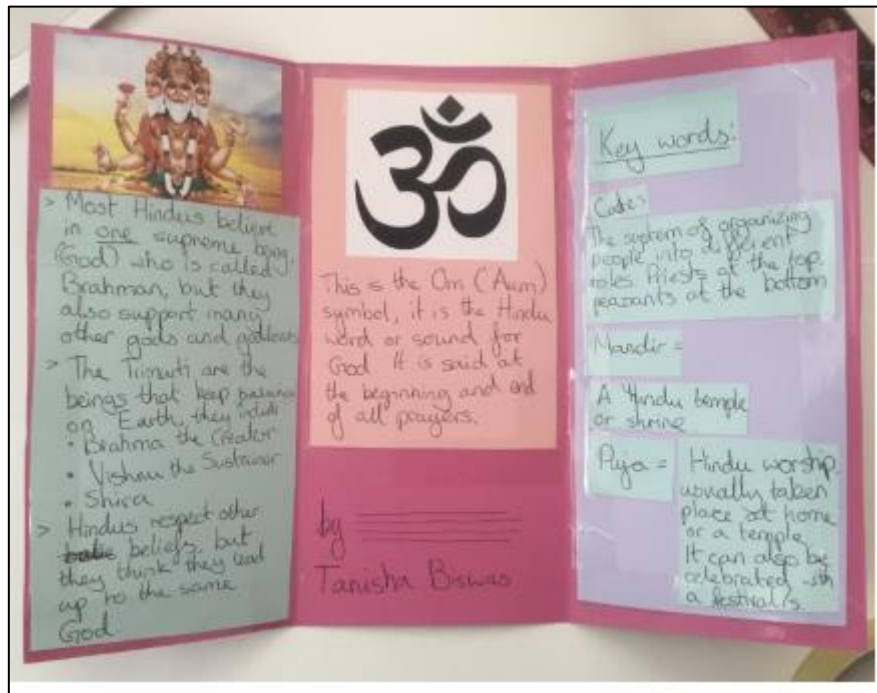 > Most Hindus believe
in one supreme being,
(God) who is called
Brahman, but they
also support many
other gods and goddesses
> The Trimurti are the
beings that keep balance
on Earth, they include
• Brahma the Creator
• Vishnu the Sustainer
• Shiva
> Hindus respect other
beliefs, but
they think they lead
up to the same
God
ॐ
This is the Om (Aum)
symbol, it is the Hindu
word or sound for
God It is said at
the beginning and end
of all prayers.
by
Tanisha Biswas
Key words:
The system of organizing
people into different
roles Priests at the top.
peasants at the bottom
Mandir =
A Hindu temple
or shrine
Puja =
Hindu worship,
usually taken
place at home
or a temple
It can also be
celebrated with
a festival